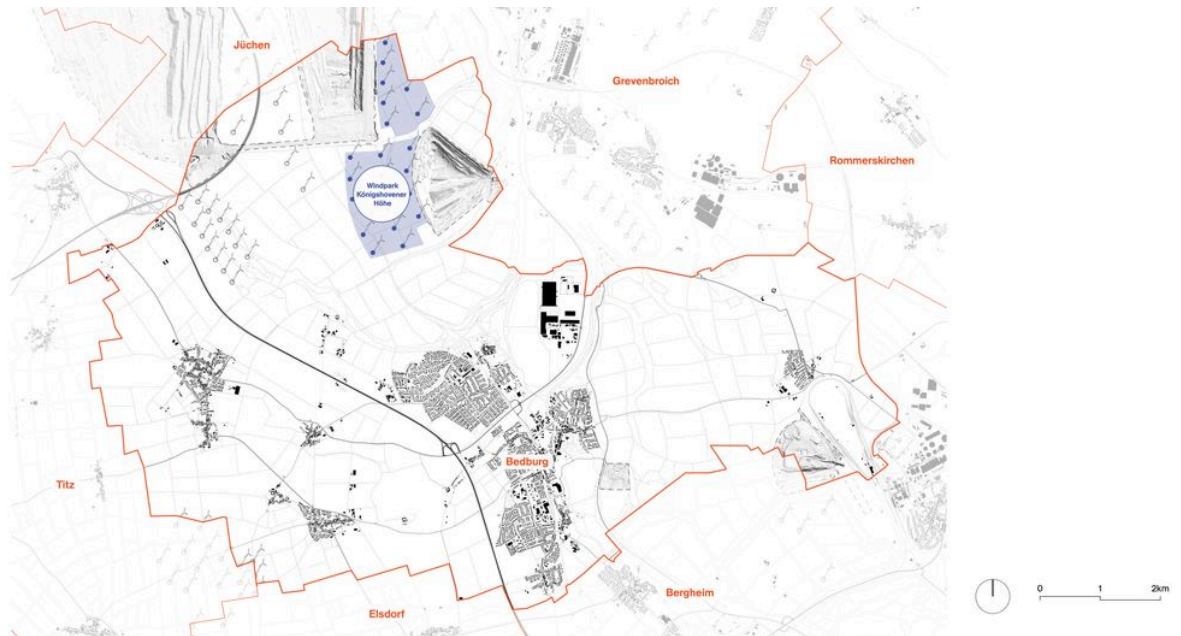 Jüchen
Grevenbroich
Rommerskirchen
Windpark
Königshovener
Höhe
Bedburg
Titz
Bergheim
Elsdorf
0 1 2km